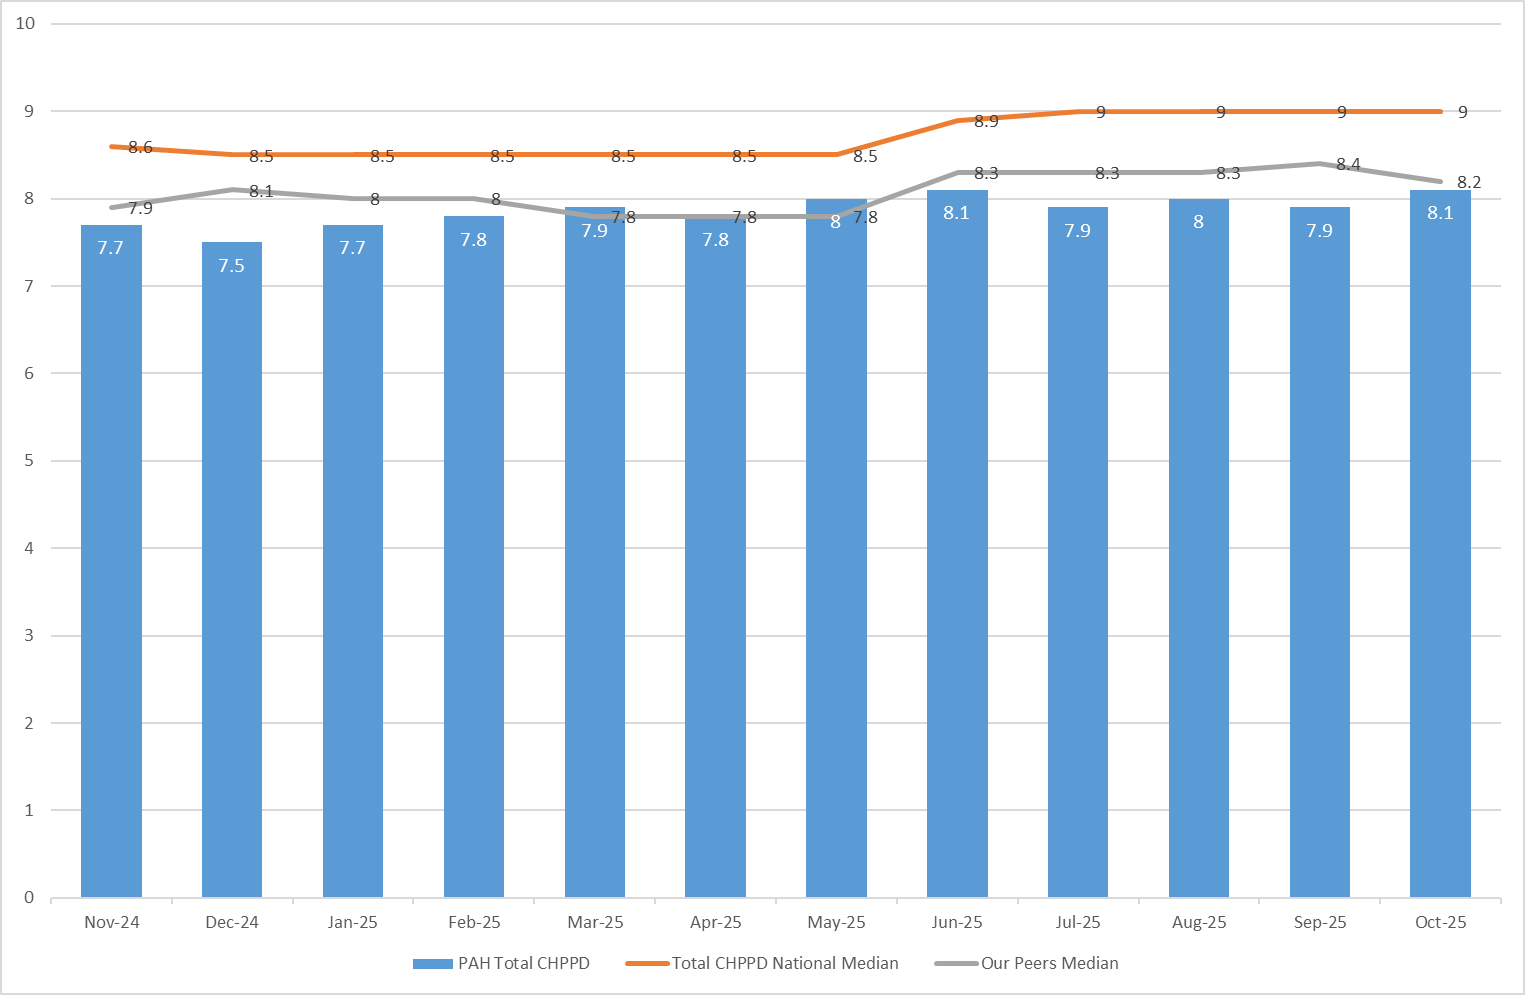 10
9
8
7
6
5
4
3
2
1
0
8.6 8.5 8.5 8.5 8.5 8.5 8.5 8.9 9 9 9 9
7.9 8.1 8 8 7.8 7.8 7.8 8.3 8.3 8.3 8.4 8.2
7.7 7.5 7.7 7.8 7.9 7.8 8 8.1 7.9 8 7.9 8.1
Nov-24 Dec-24 Jan-25 Feb-25 Mar-25 Apr-25 May-25 Jun-25 Jul-25 Aug-25 Sep-25 Oct-25
PAH Total CHPPD Total CHPPD National Median Our Peers Median